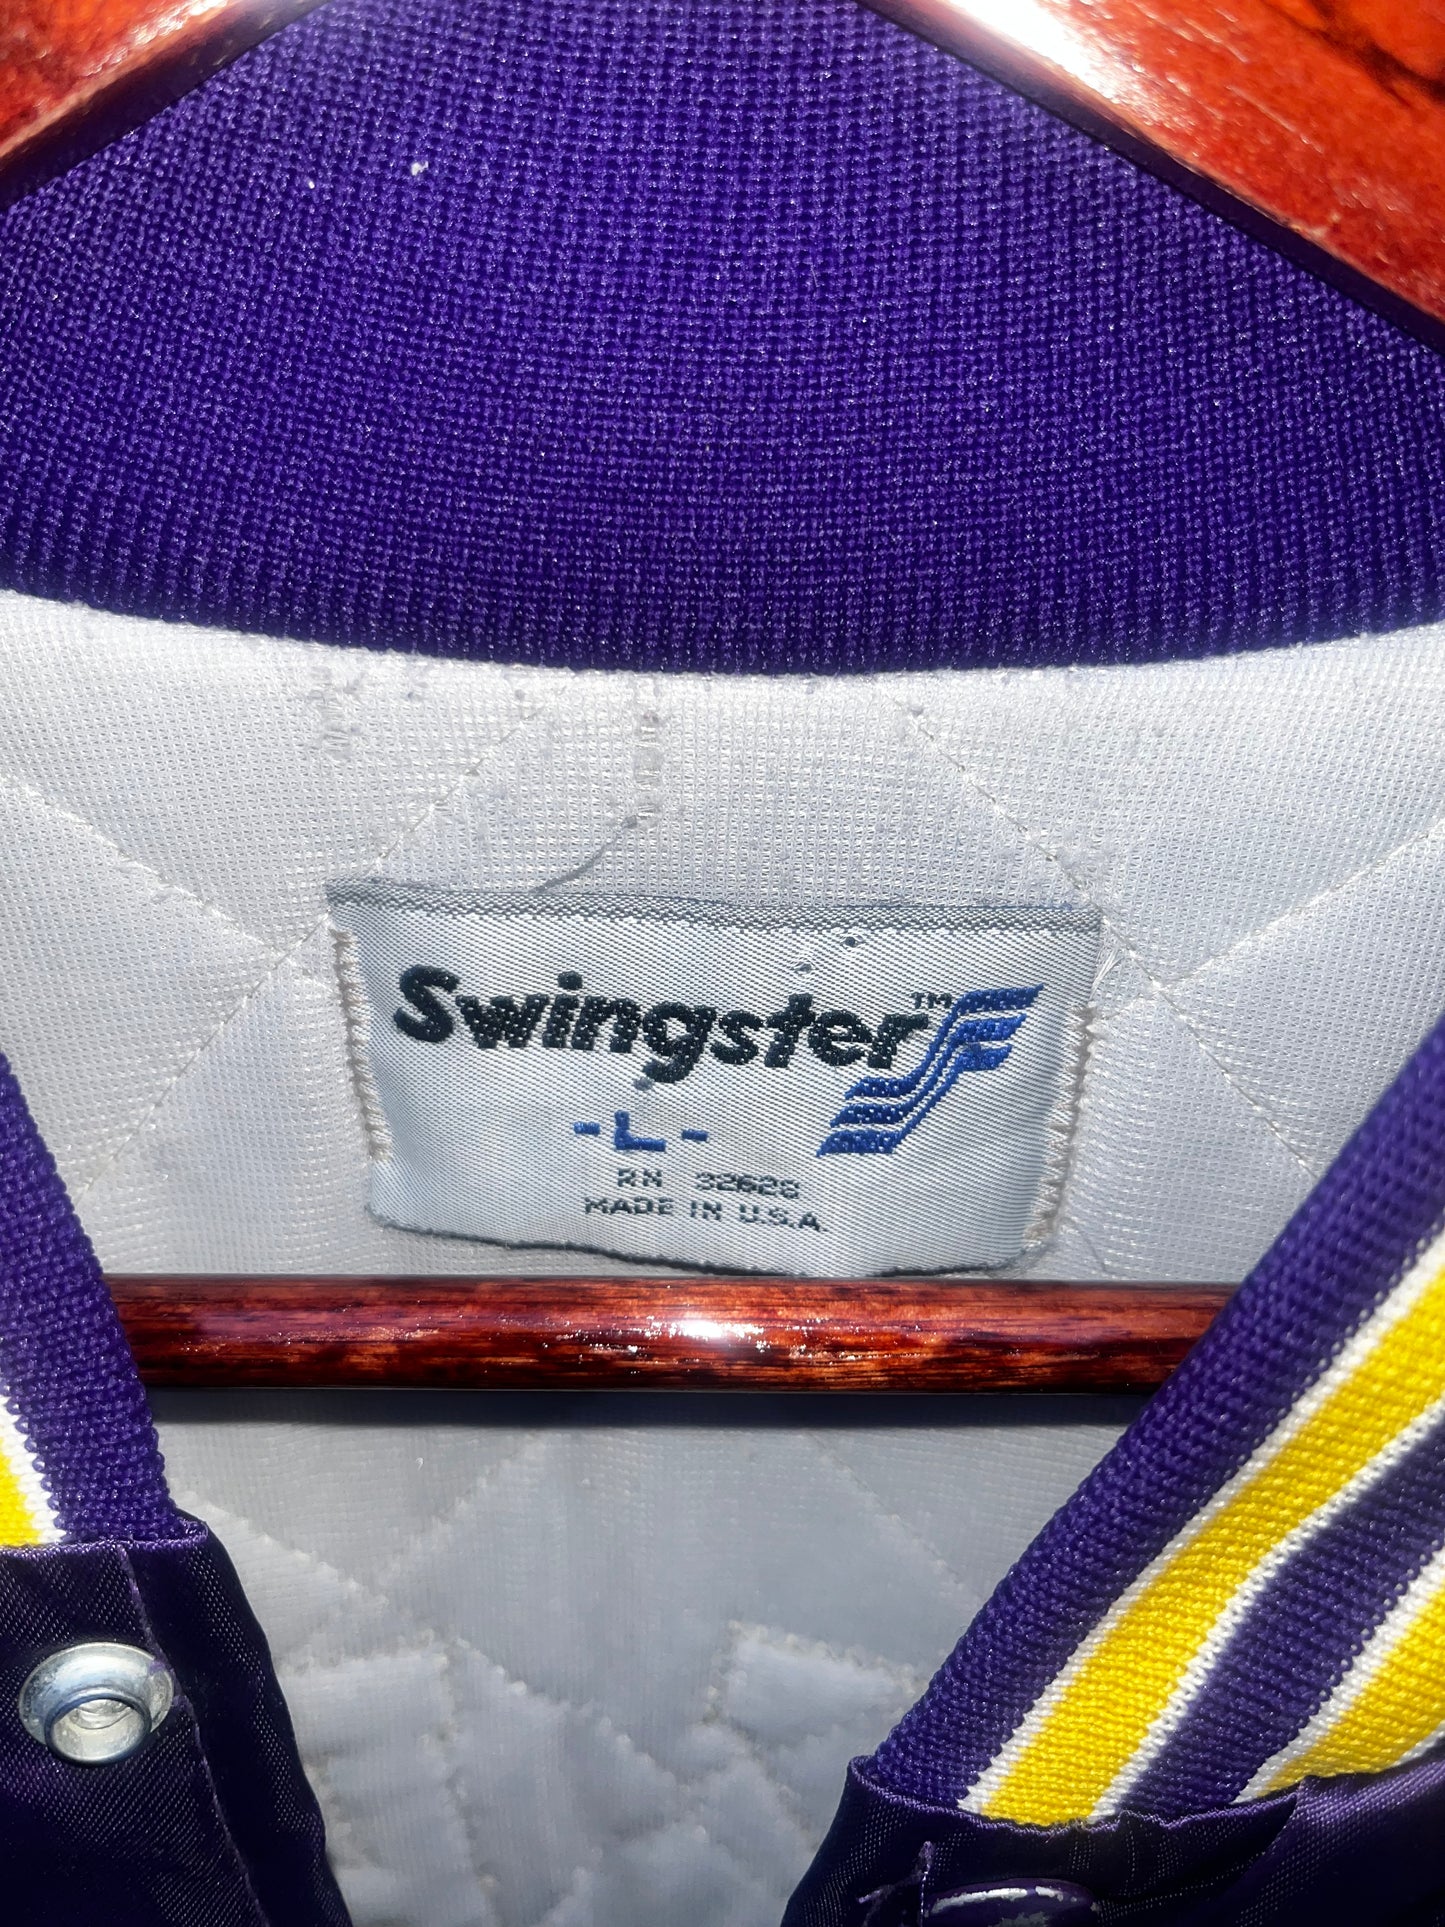 Swingster™
-L-
RN 32628
MADE IN U.S.A.